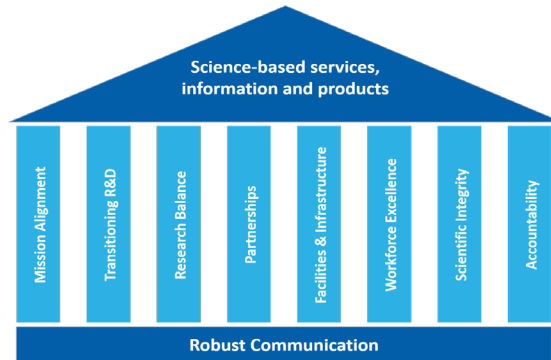 Science-based services,
information and products
Mission Alignment
Transitioning R&D
Research Balance
Partnerships
Facilities & Infrastructure
Workforce Excellence
Scientific Integrity
Accountability
Robust Communication